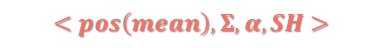 < pos(mean), Σ, α, SH >